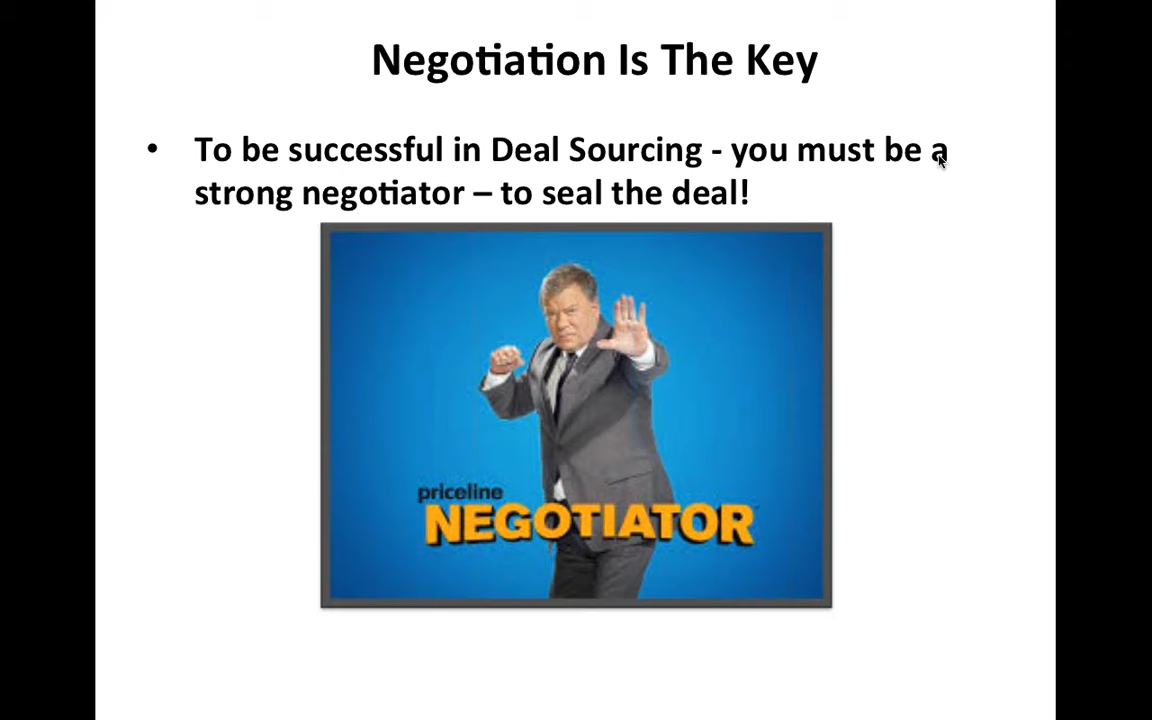 Negotiation Is The Key
• To be successful in Deal Sourcing - you must be a
strong negotiator – to seal the deal!
priceline
NEGOTIATOR